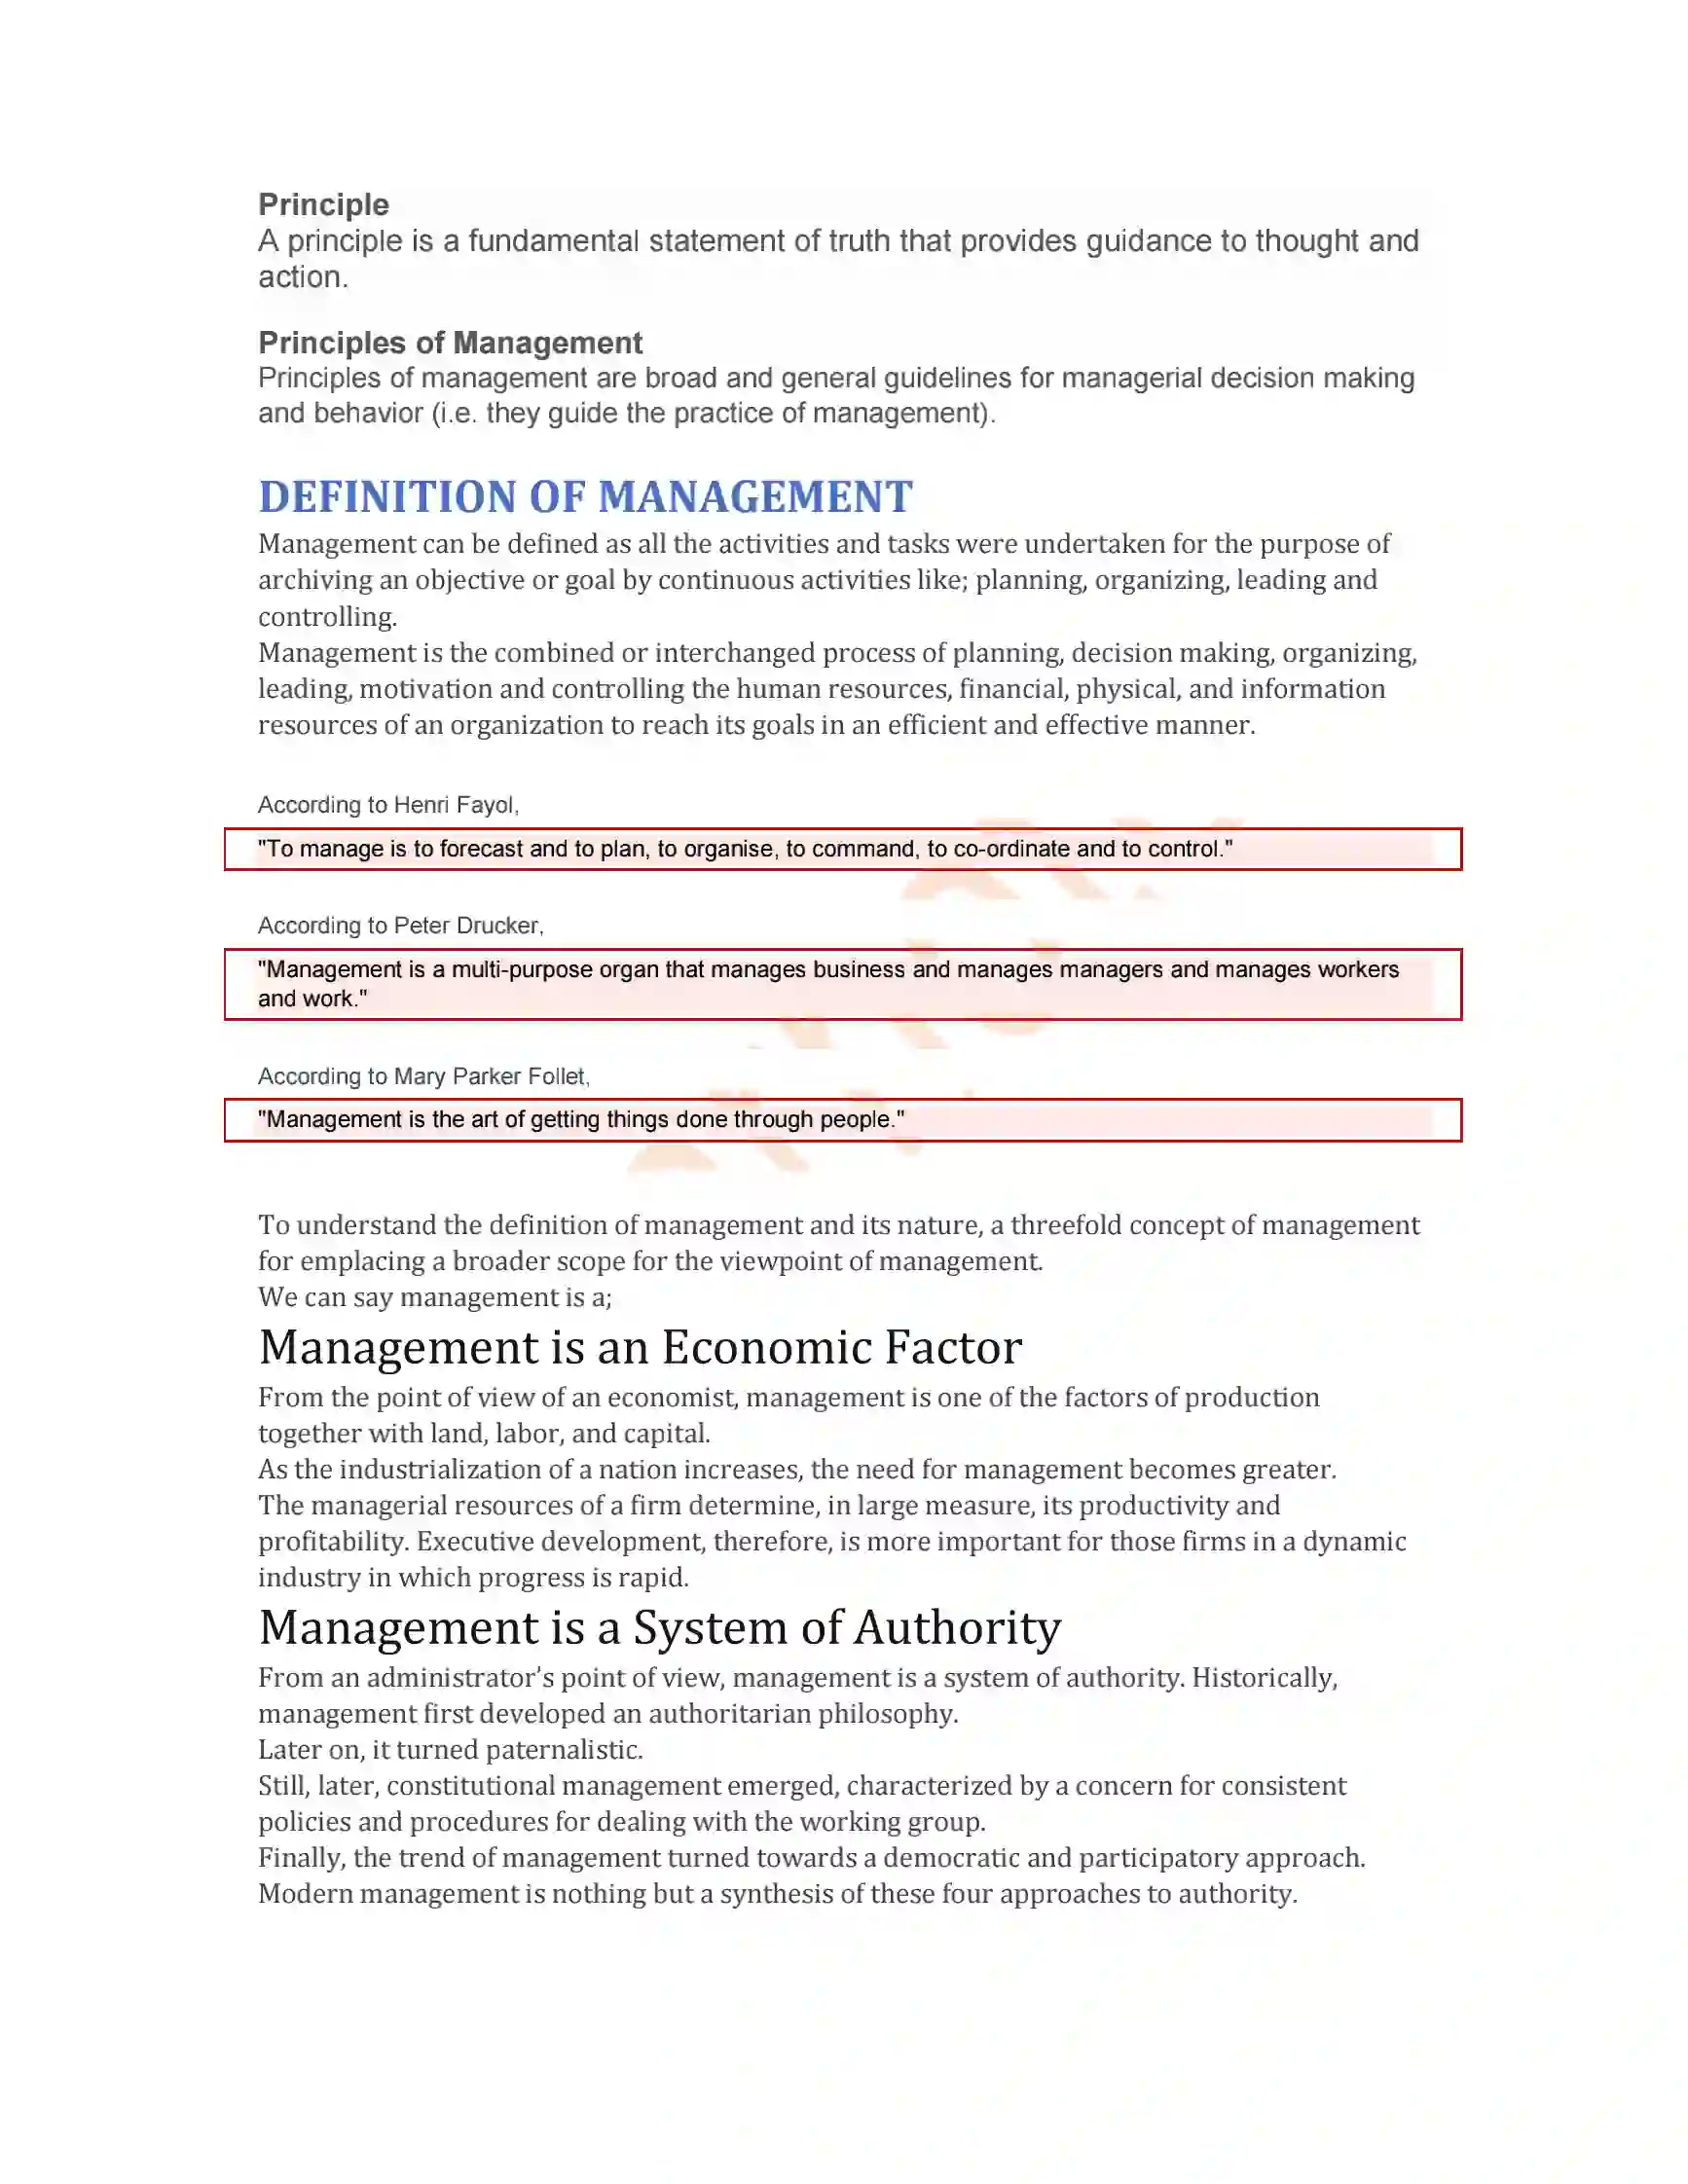 Principle
A principle is a fundamental statement of truth that provides guidance to thought and
action.
Principles of Management
Principles of management are broad and general guidelines for managerial decision making
and behavior (i.e. they guide the practice of management).
DEFINITION OF MANAGEMENT
Management can be defined as all the activities and tasks were undertaken for the purpose of
archiving an objective or goal by continuous activities like; planning, organizing, leading and
controlling.
Management is the combined or interchanged process of planning, decision making, organizing,
leading, motivation and controlling the human resources, financial, physical, and information
resources of an organization to reach its goals in an efficient and effective manner.
According to Henri Fayol,
"To manage is to forecast and to plan, to organise, to command, to co-ordinate and to control."
According to Peter Drucker,
"Management is a multi-purpose organ that manages business and manages managers and manages workers
and work."
According to Mary Parker Follet,
"Management is the art of getting things done through people."
To understand the definition of management and its nature, a threefold concept of management
for emplacing a broader scope for the viewpoint of management.
We can say management is a;
Management is an Economic Factor
From the point of view of an economist, management is one of the factors of production
together with land, labor, and capital.
As the industrialization of a nation increases, the need for management becomes greater.
The managerial resources of a firm determine, in large measure, its productivity and
profitability. Executive development, therefore, is more important for those firms in a dynamic
industry in which progress is rapid.
Management is a System of Authority
From an administrator’s point of view, management is a system of authority. Historically,
management first developed an authoritarian philosophy.
Later on, it turned paternalistic.
Still, later, constitutional management emerged, characterized by a concern for consistent
policies and procedures for dealing with the working group.
Finally, the trend of management turned towards a democratic and participatory approach.
Modern management is nothing but a synthesis of these four approaches to authority.